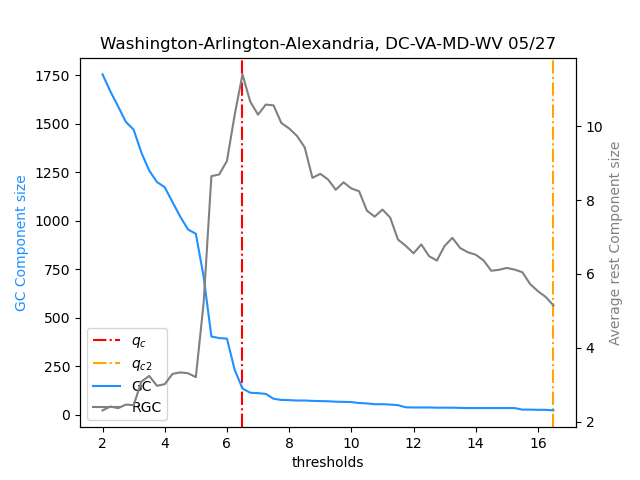 Washington-Arlington-Alexandria, DC-VA-MD-WV 05/27
1750
1500
1250
1000
750
500
250
0
GC Component size
10
8
6
4
2
Average rest Component size
q_c
q_c2
GC
RGC
2 4 6 8 10 12 14 16
thresholds